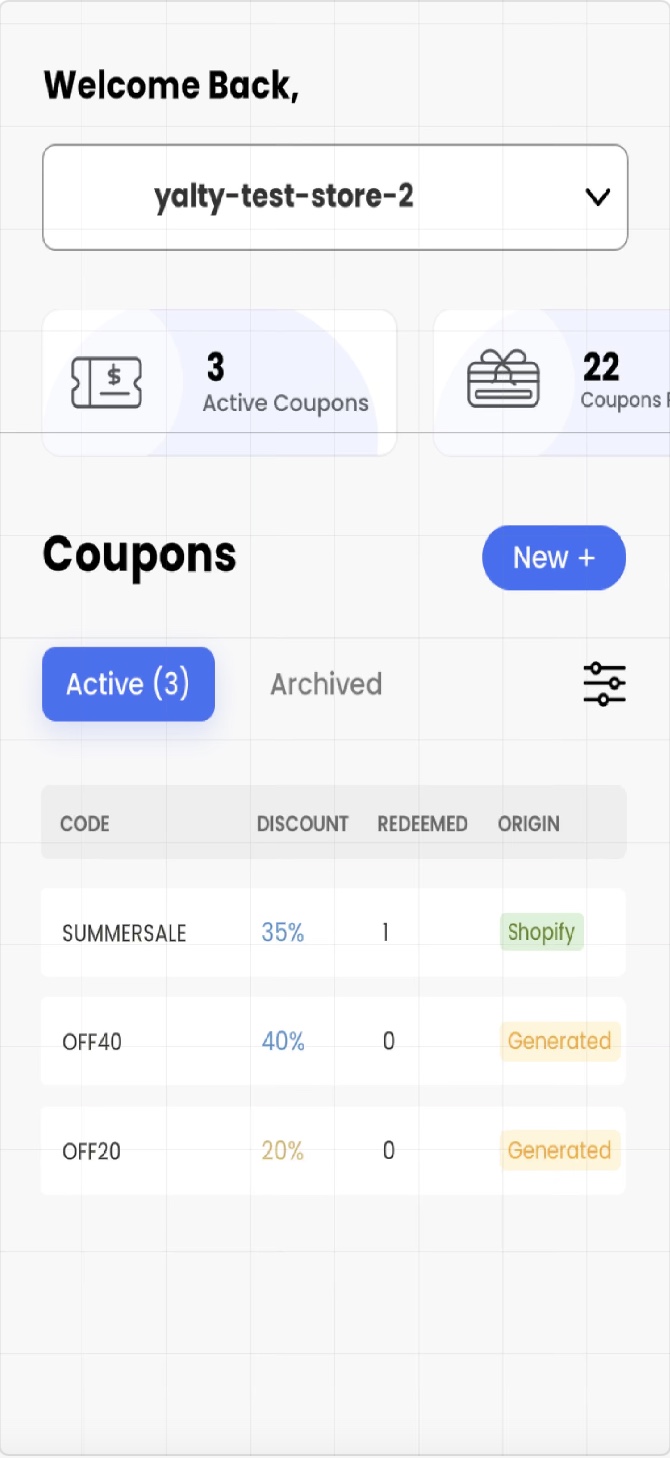 Welcome Back,
yalty-test-store-2
$
3
Active Coupons
22
Coupons
Coupons
New +
Active (3)
Archived
CODE DISCOUNT REDEEMED ORIGIN
SUMMERSALE 35% 1 Shopify
OFF40 40% 0 Generated
OFF20 20% 0 Generated